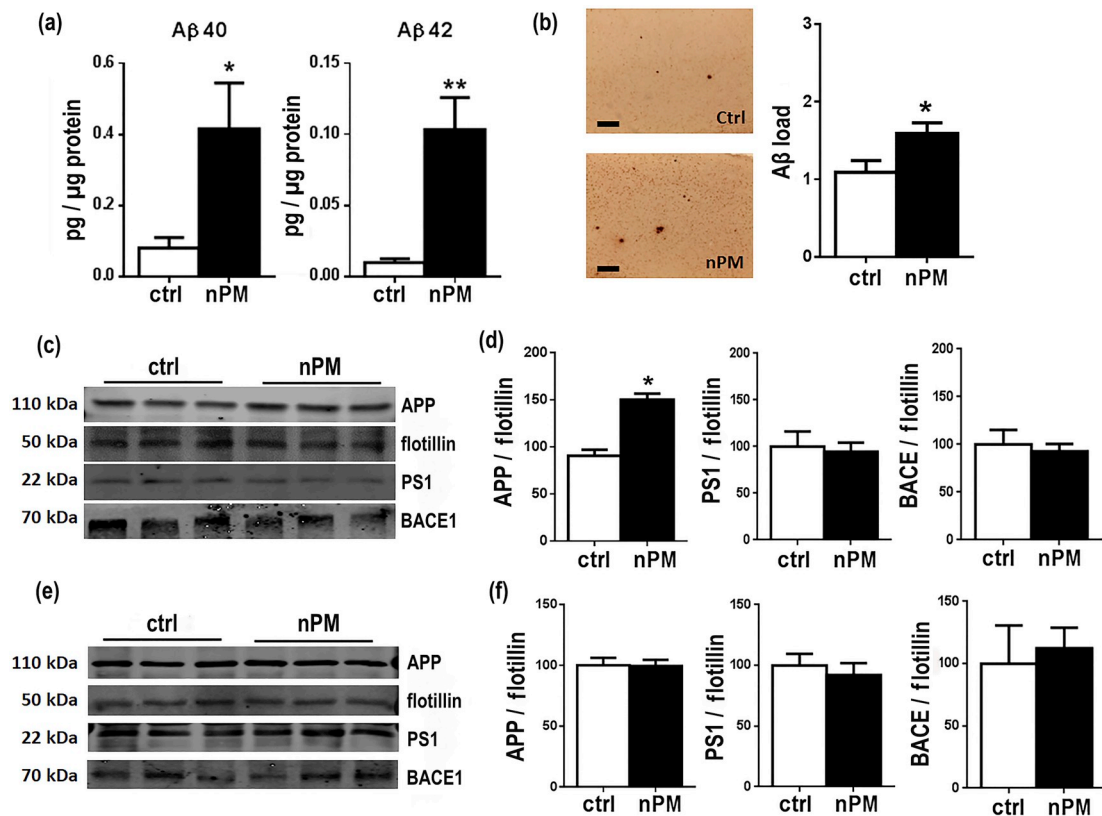 (a)
Aβ 40
Aβ 42
pg / µg protein
0.6
0.4
0.2
0.0
*
ctrl nPM
pg / µg protein
0.15
0.10
0.05
0.00
**
ctrl nPM
(b)
Ctrl
nPM
Aβ load
3
2
1
0
*
ctrl nPM
(c)
ctrl nPM
110 kDa APP
50 kDa flotillin
22 kDa PS1
70 kDa BACE1
(d)
APP / flotillin
200
150
100
50
0
*
ctrl nPM
PS1 / flotillin
200
150
100
50
0
ctrl nPM
BACE / flotillin
200
150
100
50
0
ctrl nPM
(e)
ctrl nPM
110 kDa APP
50 kDa flotillin
22 kDa PS1
70 kDa BACE1
(f)
APP / flotillin
150
100
50
0
ctrl nPM
PS1 / flotillin
150
100
50
0
ctrl nPM
BACE / flotillin
150
100
50
0
ctrl nPM